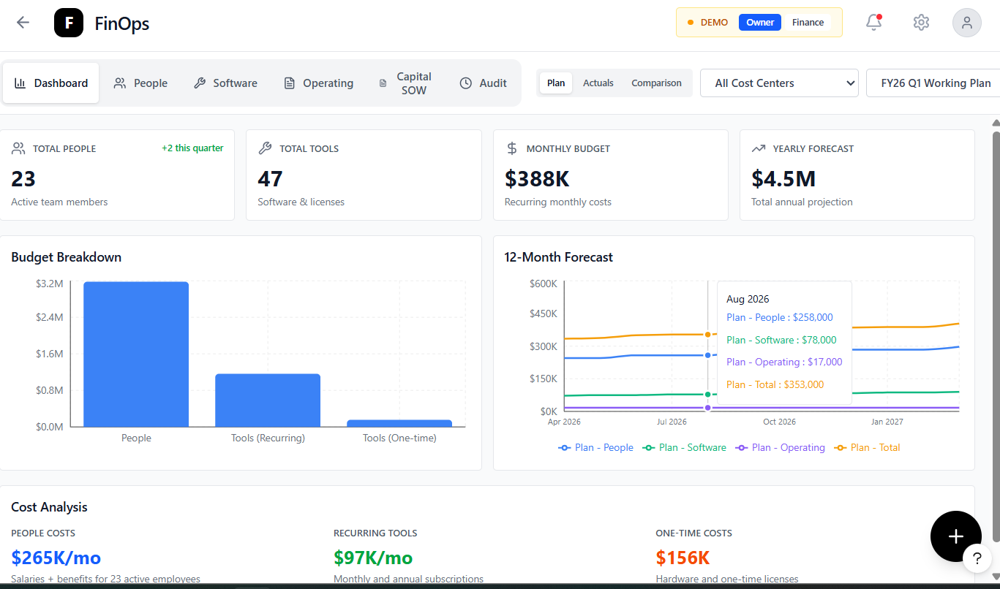 F FinOps
DEMO Owner Finance
Dashboard People Software Operating Capital SOW Audit
Plan Actuals Comparison All Cost Centers FY26 Q1 Working Plan
TOTAL PEOPLE +2 this quarter
23
Active team members
TOTAL TOOLS
47
Software & licenses
MONTHLY BUDGET
$388K
Recurring monthly costs
YEARLY FORECAST
$4.5M
Total annual projection
Budget Breakdown
$3.2M
$2.4M
$1.6M
$0.8M
$0.0M
People Tools (Recurring) Tools (One-time)
12-Month Forecast
$600K
$450K
$300K
$150K
$0K
Apr 2026 Jul 2026 Oct 2026 Jan 2027
Aug 2026
Plan - People : $258,000
Plan - Software : $78,000
Plan - Operating : $17,000
Plan - Total : $353,000
Plan - People Plan - Software Plan - Operating Plan - Total
Cost Analysis
PEOPLE COSTS
$265K/mo
Salaries + benefits for 23 active employees
RECURRING TOOLS
$97K/mo
Monthly and annual subscriptions
ONE-TIME COSTS
$156K
Hardware and one-time licenses
+
?